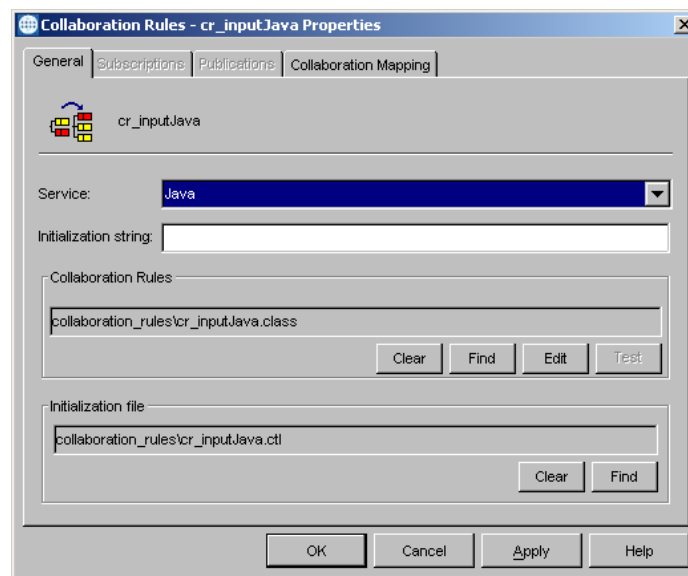 Collaboration Rules - cr_inputJava Properties
General Subscriptions Publications Collaboration Mapping
cr_inputJava
Service: Java
Initialization string:
Collaboration Rules
collaboration_rules\cr_inputJava.class
Clear Find Edit Test
Initialization file
collaboration_rules\cr_inputJava.ctl
Clear Find
OK Cancel Apply Help